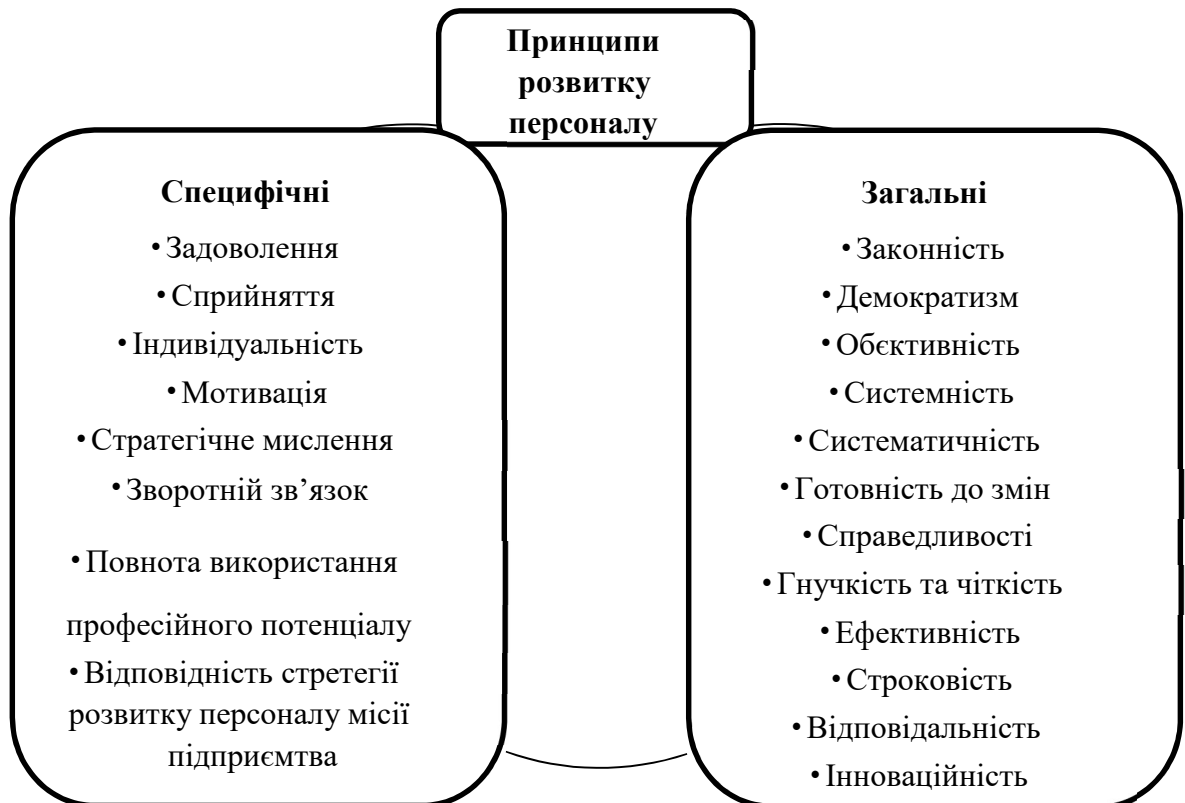 Принципи
розвитку
персоналу
Специфічні
• Задоволення
• Сприйняття
• Індивідуальність
• Мотивація
• Стратегічне мислення
• Зворотній зв’язок
• Повнота використання
професійного потенціалу
• Відповідність стретегії
розвитку персоналу місії
підприємтва
Загальні
• Законність
• Демократизм
• Обєктивність
• Системність
• Систематичність
• Готовність до змін
• Справедливості
• Гнучкість та чіткість
• Ефективність
• Строковість
• Відповідальність
• Інноваційність